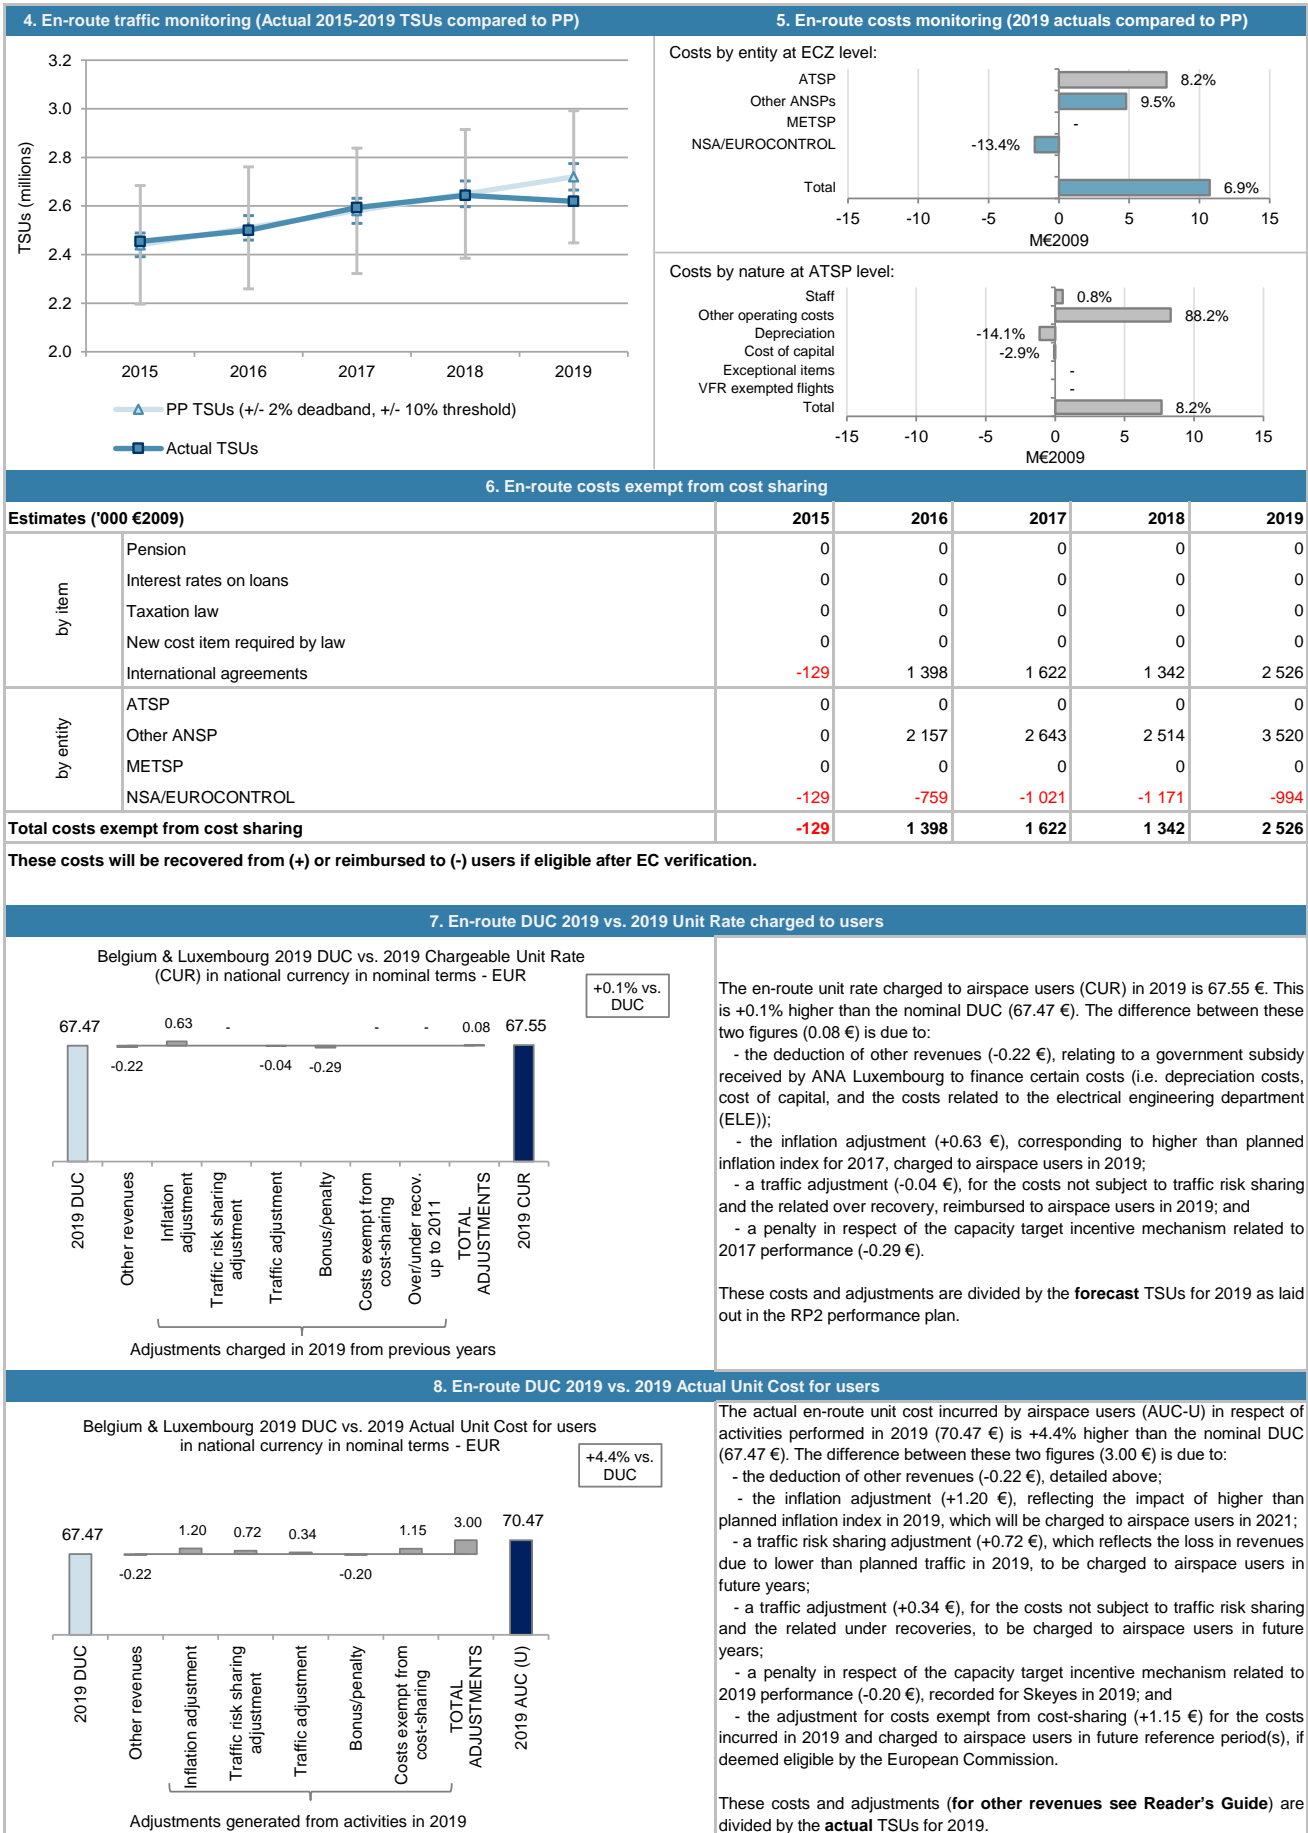 4. En-route traffic monitoring (Actual 2015-2019 TSUs compared to PP)
3.2
3.0
2.8
2.6
2.4
2.2
2.0
TSUs (millions)
2015 2016 2017 2018 2019
PP TSUs (+/- 2% deadband, +/- 10% threshold)
Actual TSUs
5. En-route costs monitoring (2019 actuals compared to PP)
Costs by entity at ECZ level:
ATSP 8.2%
Other ANSPs 9.5%
METSP -
NSA/EUROCONTROL -13.4%
Total 6.9%
-15 -10 -5 0 5 10 15
M€2009
Costs by nature at ATSP level:
Staff 0.8%
Other operating costs 88.2%
Depreciation -14.1%
Cost of capital -2.9%
Exceptional items -
VFR exempted flights -
Total 8.2%
-15 -10 -5 0 5 10 15
M€2009
6. En-route costs exempt from cost sharing
Estimates ('000 €2009) 2015 2016 2017 2018 2019
by item
Pension 0 0 0 0 0
Interest rates on loans 0 0 0 0 0
Taxation law 0 0 0 0 0
New cost item required by law 0 0 0 0 0
International agreements -129 1 398 1 622 1 342 2 526
by entity
ATSP 0 0 0 0 0
Other ANSP 0 2 157 2 643 2 514 3 520
METSP 0 0 0 0 0
NSA/EUROCONTROL -129 -759 -1 021 -1 171 -994
Total costs exempt from cost sharing -129 1 398 1 622 1 342 2 526
These costs will be recovered from (+) or reimbursed to (-) users if eligible after EC verification.
7. En-route DUC 2019 vs. 2019 Unit Rate charged to users
Belgium & Luxembourg 2019 DUC vs. 2019 Chargeable Unit Rate
(CUR) in national currency in nominal terms - EUR
+0.1% vs.
DUC
67.47 -0.22 0.63 - -0.04 -0.29 - - 0.08 67.55
2019 DUC
Other revenues
Inflation
adjustment
Traffic risk sharing
adjustment
Traffic adjustment
Bonus/penalty
Costs exempt from
cost-sharing
Over/under recov.
up to 2011
TOTAL
ADJUSTMENTS
2019 CUR
Adjustments charged in 2019 from previous years
The en-route unit rate charged to airspace users (CUR) in 2019 is 67.55 €. This
is +0.1% higher than the nominal DUC (67.47 €). The difference between these
two figures (0.08 €) is due to:
- the deduction of other revenues (-0.22 €), relating to a government subsidy
received by ANA Luxembourg to finance certain costs (i.e. depreciation costs,
cost of capital, and the costs related to the electrical engineering department
(ELE));
- the inflation adjustment (+0.63 €), corresponding to higher than planned
inflation index for 2017, charged to airspace users in 2019;
- a traffic adjustment (-0.04 €), for the costs not subject to traffic risk sharing
and the related over recovery, reimbursed to airspace users in 2019; and
- a penalty in respect of the capacity target incentive mechanism related to
2017 performance (-0.29 €).
These costs and adjustments are divided by the forecast TSUs for 2019 as laid
out in the RP2 performance plan.
8. En-route DUC 2019 vs. 2019 Actual Unit Cost for users
Belgium & Luxembourg 2019 DUC vs. 2019 Actual Unit Cost for users
in national currency in nominal terms - EUR
+4.4% vs.
DUC
67.47 -0.22 1.20 0.72 0.34 -0.20 1.15 3.00 70.47
2019 DUC
Other revenues
Inflation adjustment
Traffic risk sharing
adjustment
Traffic adjustment
Bonus/penalty
Costs exempt from
cost-sharing
TOTAL
ADJUSTMENTS
2019 AUC (U)
Adjustments generated from activities in 2019
The actual en-route unit cost incurred by airspace users (AUC-U) in respect of
activities performed in 2019 (70.47 €) is +4.4% higher than the nominal DUC
(67.47 €). The difference between these two figures (3.00 €) is due to:
- the deduction of other revenues (-0.22 €), detailed above;
- the inflation adjustment (+1.20 €), reflecting the impact of higher than
planned inflation index in 2019, which will be charged to airspace users in 2021;
- a traffic risk sharing adjustment (+0.72 €), which reflects the loss in revenues
due to lower than planned traffic in 2019, to be charged to airspace users in
future years;
- a traffic adjustment (+0.34 €), for the costs not subject to traffic risk sharing
and the related under recoveries, to be charged to airspace users in future
years;
- a penalty in respect of the capacity target incentive mechanism related to
2019 performance (-0.20 €), recorded for Skeyes in 2019; and
- the adjustment for costs exempt from cost-sharing (+1.15 €) for the costs
incurred in 2019 and charged to airspace users in future reference period(s), if
deemed eligible by the European Commission.
These costs and adjustments (for other revenues see Reader's Guide) are
divided by the actual TSUs for 2019.